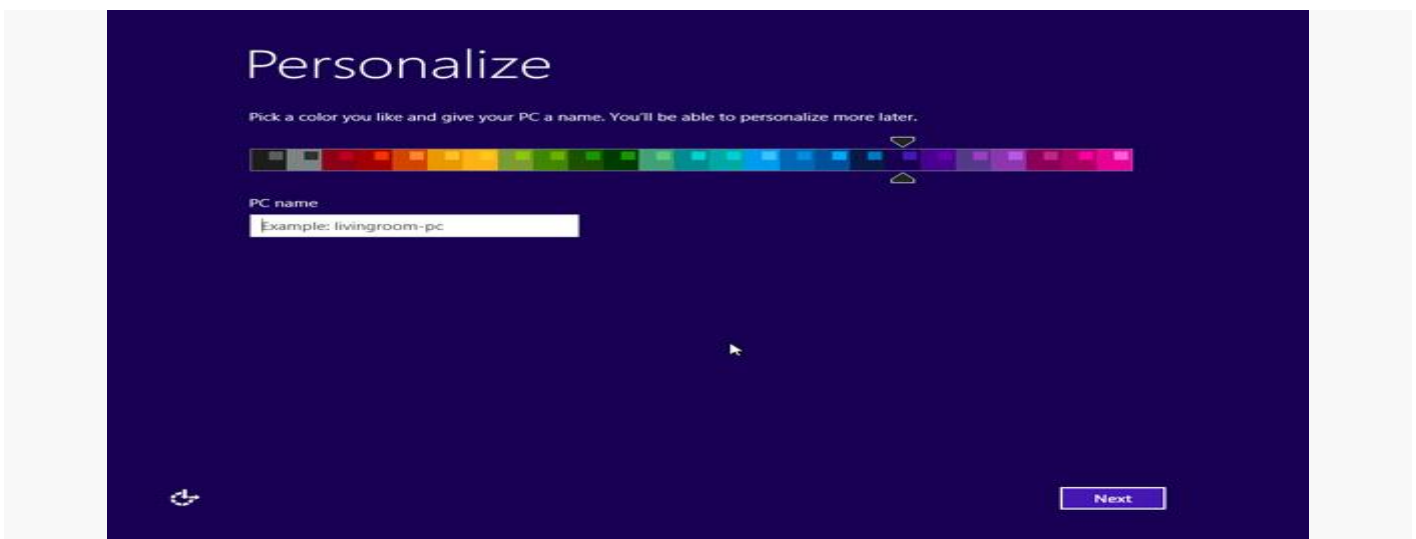 Personalize
Pick a color you like and give your PC a name. You'll be able to personalize more later.
PC name
Example: livingroom-pc
Next